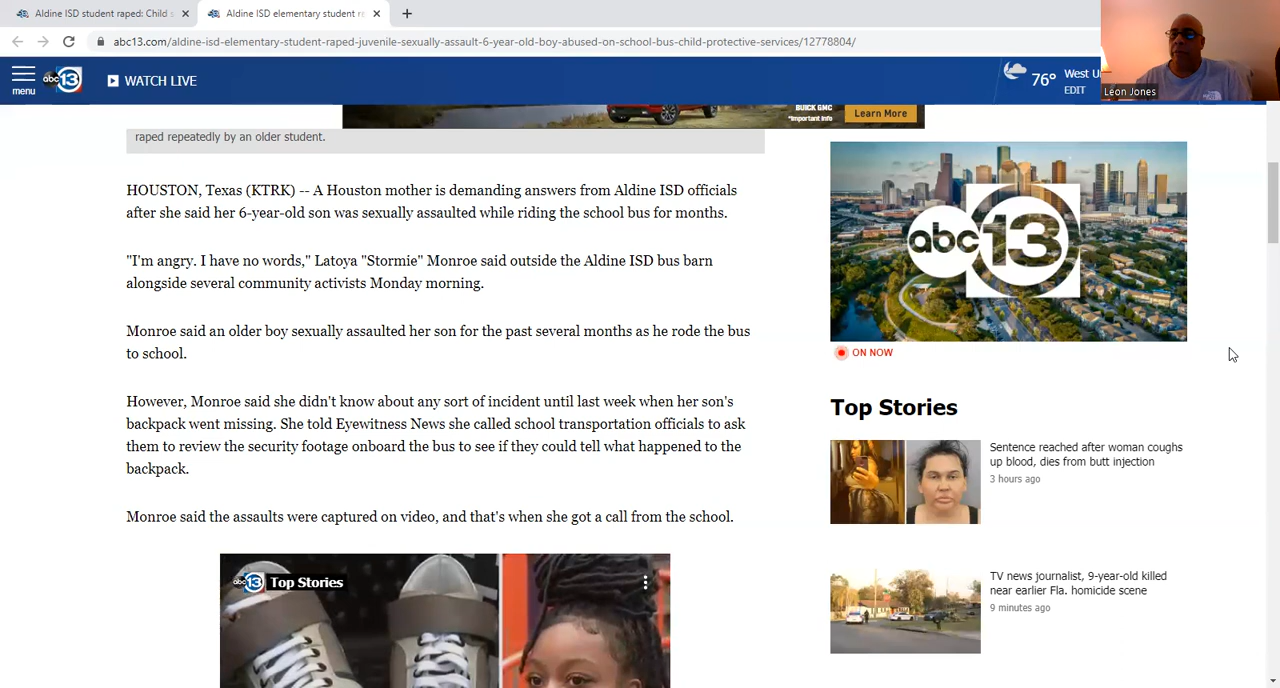 Aldine ISD student raped: Child s
Aldine ISD elementary student r
abc13.com/aldine-isd-elementary-student-raped-juvenile-sexually-assault-6-year-old-boy-abused-on-school-bus-child-protective-services/12778804/
menu
abc 13
WATCH LIVE
76°
West U
EDIT
Leon Jones
BUICK GMC
*Important Info
Learn More
raped repeatedly by an older student.
HOUSTON, Texas (KTRK) -- A Houston mother is demanding answers from Aldine ISD officials
after she said her 6-year-old son was sexually assaulted while riding the school bus for months.
"I'm angry. I have no words," Latoya "Stormie" Monroe said outside the Aldine ISD bus barn
alongside several community activists Monday morning.
Monroe said an older boy sexually assaulted her son for the past several months as he rode the bus
to school.
However, Monroe said she didn't know about any sort of incident until last week when her son's
backpack went missing. She told Eyewitness News she called school transportation officials to ask
them to review the security footage onboard the bus to see if they could tell what happened to the
backpack.
Monroe said the assaults were captured on video, and that's when she got a call from the school.
abc 13
Top Stories
abc 13
ON NOW
Top Stories
Sentence reached after woman coughs
up blood, dies from butt injection
3 hours ago
TV news journalist, 9-year-old killed
near earlier Fla. homicide scene
9 minutes ago